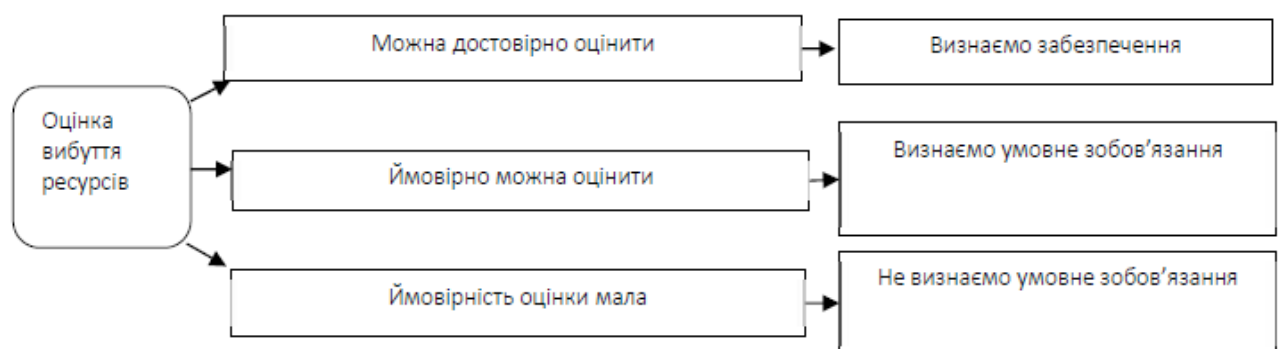 Можна достовірно оцінити
Визнаємо забезпечення
Оцінка
вибуття
ресурсів
Ймовірно можна оцінити
Визнаємо умовне зобов’язання
Ймовірність оцінки мала
Не визнаємо умовне зобов’язання